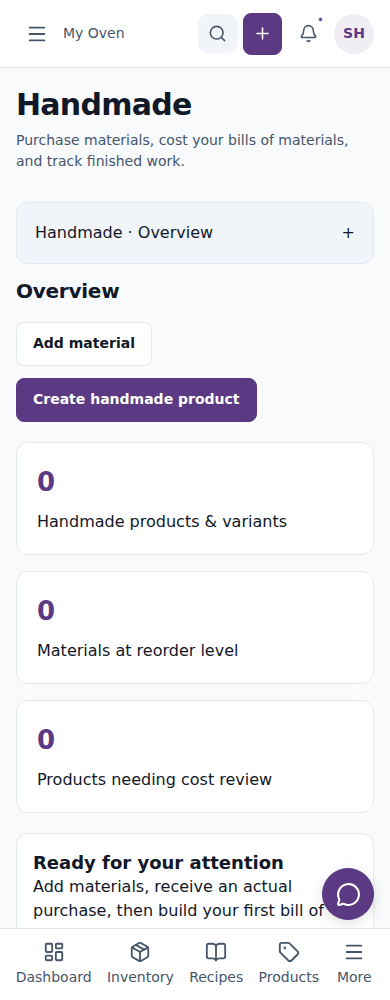 My Oven
SH
Handmade
Purchase materials, cost your bills of materials,
and track finished work.
Handmade · Overview +
Overview
Add material
Create handmade product
0
Handmade products & variants
0
Materials at reorder level
0
Products needing cost review
Ready for your attention
Add materials, receive an actual
purchase, then build your first bill of
Dashboard Inventory Recipes Products More